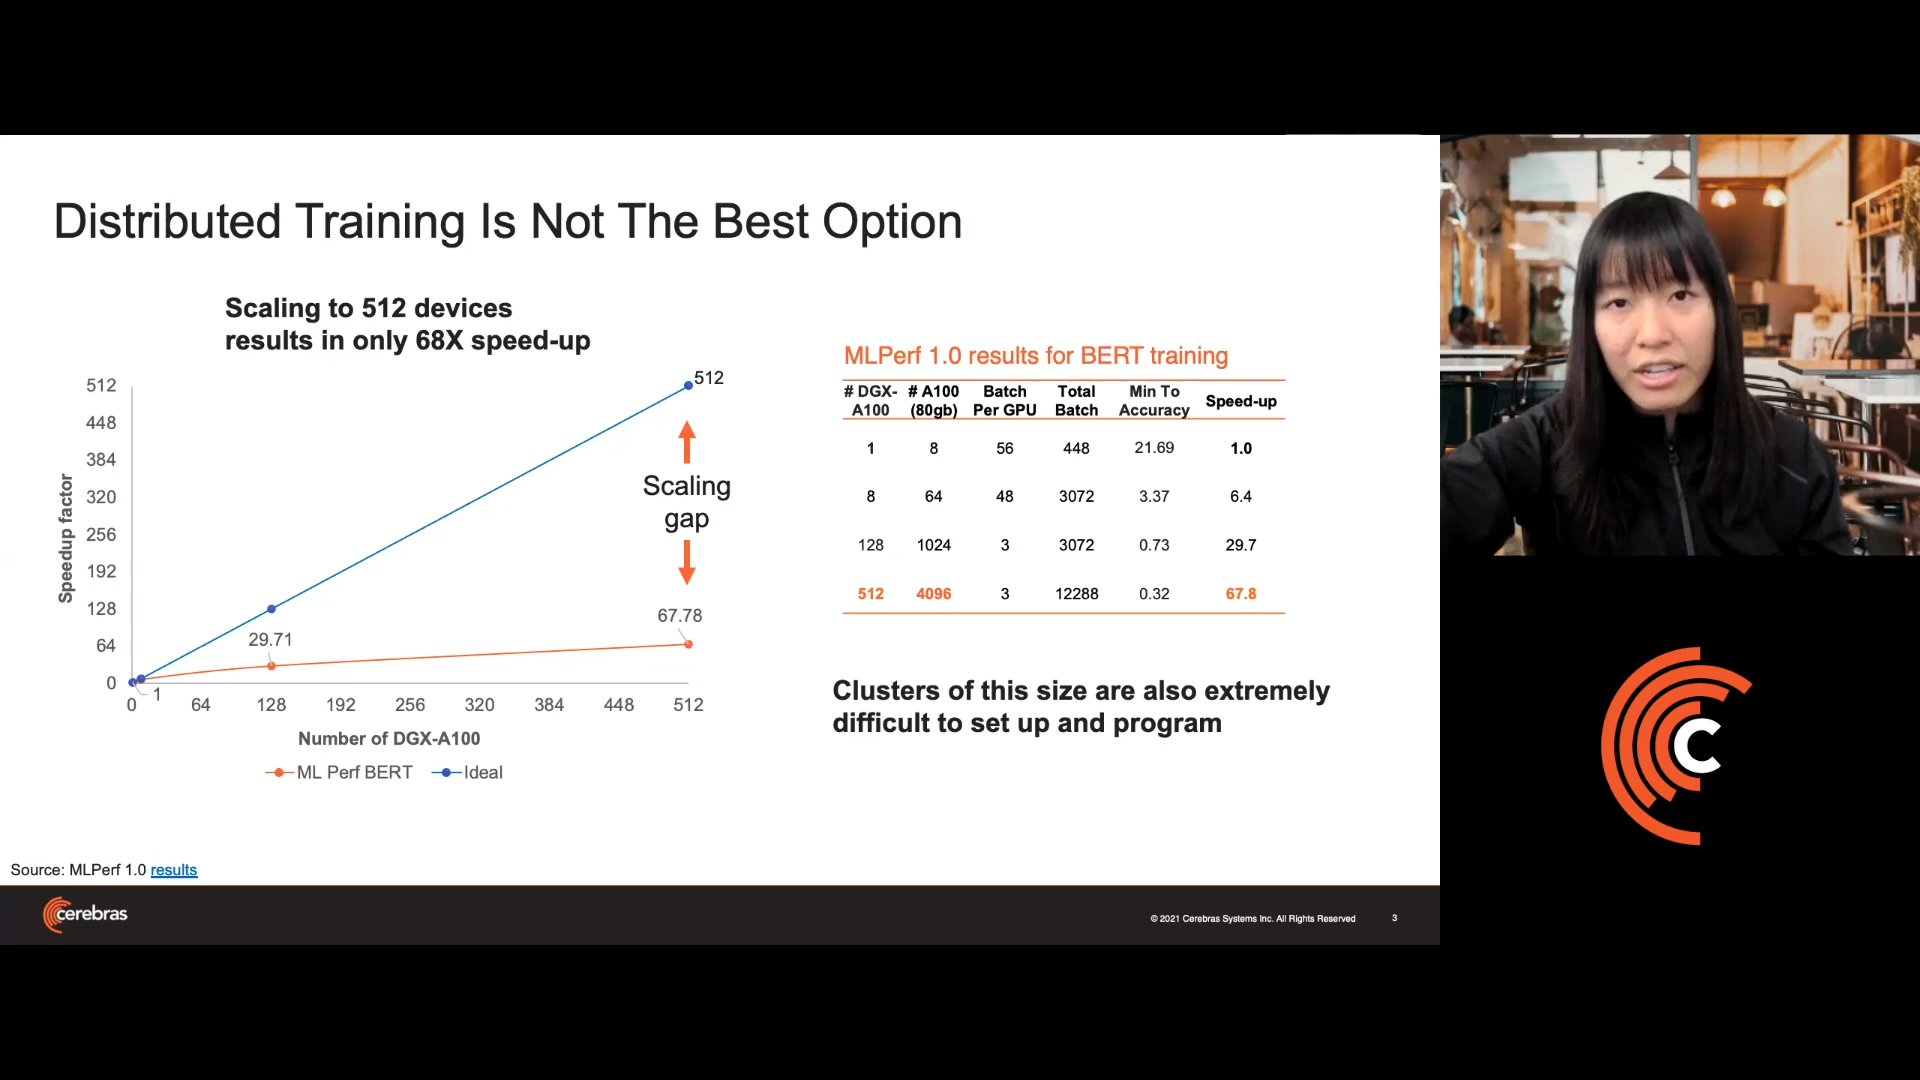 Distributed Training Is Not The Best Option
Scaling to 512 devices
results in only 68X speed-up
512
448
384
320
256
192
128
64
0
Speedup factor
512
Scaling
gap
67.78
29.71
1
0 64 128 192 256 320 384 448 512
Number of DGX-A100
ML Perf BERT Ideal
MLPerf 1.0 results for BERT training
# DGX-A100 # A100 (80gb) Batch Per GPU Total Batch Min To Accuracy Speed-up
1 8 56 448 21.69 1.0
8 64 48 3072 3.37 6.4
128 1024 3 3072 0.73 29.7
512 4096 3 12288 0.32 67.8
Clusters of this size are also extremely
difficult to set up and program
Source: MLPerf 1.0 results
cerebras
© 2021 Cerebras Systems Inc. All Rights Reserved 3